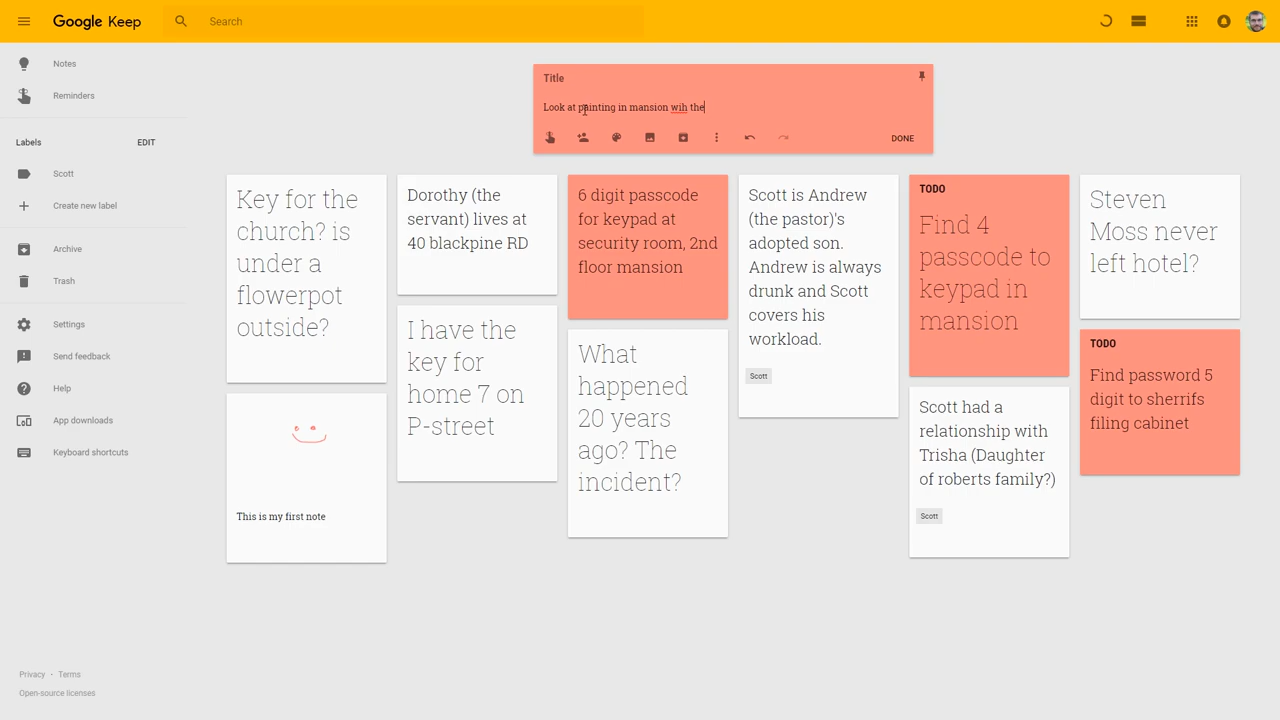 Google Keep
Search
Notes
Reminders
Labels
EDIT
Scott
Create new label
Archive
Trash
Settings
Send feedback
Help
App downloads
Keyboard shortcuts
Privacy · Terms
Open-source licenses
Title
Look at painting in mansion wih the
DONE
Key for the
church? is
under a
flowerpot
outside?
This is my first note
Dorothy (the
servant) lives at
40 blackpine RD
I have the
key for
home 7 on
P-street
6 digit passcode
for keypad at
security room, 2nd
floor mansion
What
happened
20 years
ago? The
incident?
Scott is Andrew
(the pastor)'s
adopted son.
Andrew is always
drunk and Scott
covers his
workload.
Scott
TODO
Find 4
passcode to
keypad in
mansion
Scott had a
relationship with
Trisha (Daughter
of roberts family?)
Scott
Steven
Moss never
left hotel?
TODO
Find password 5
digit to sherrifs
filing cabinet